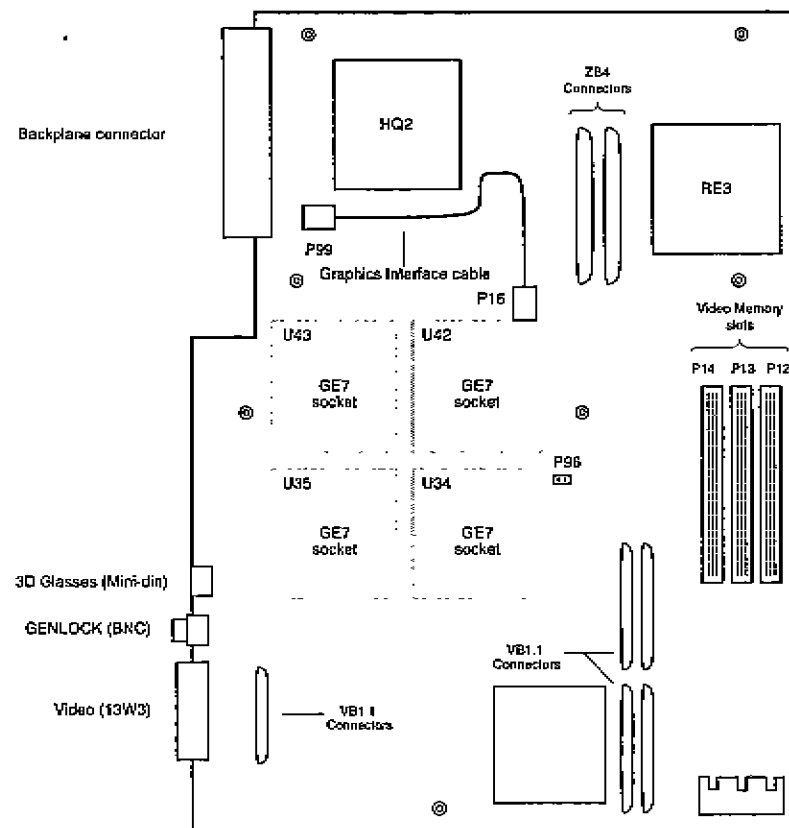 ZB4
Connectors
Backplane connector
HQ2
RE3
P99
Graphics Interface cable
P16
Video Memory
slots
U43
U42
P14
P13
P12
GE7
socket
GE7
socket
P96
U35
U34
GE7
socket
GE7
socket
3D Glasses (Mini-din)
GENLOCK (BNC)
VB1.1
Connectors
Video (13W3)
VB1.1
Connectors